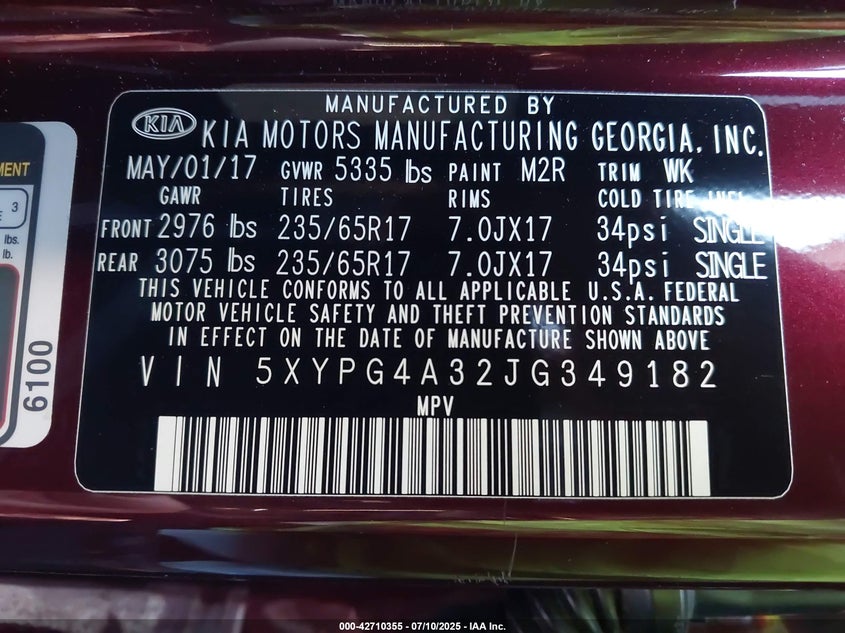 MANUFACTURED BY
KIA KIA MOTORS MANUFACTURING GEORGIA, INC.
MAY/01/17 GVWR 5335 lbs PAINT M2R TRIM WK
GAWR TIRES RIMS COLD TIRE INFL
FRONT 2976 lbs 235/65R17 7.0JX17 34psi SINGLE
REAR 3075 lbs 235/65R17 7.0JX17 34psi SINGLE
THIS VEHICLE CONFORMS TO ALL APPLICABLE U.S.A. FEDERAL
MOTOR VEHICLE SAFETY AND THEFT PREVENTION STANDARDS
IN EFFECT ON THE DATE OF MANUFACTURE SHOWN ABOVE
VIN 5XYPG4A32JG349182
MPV
3
lbs.
lb.
6100
000-42710355 - 07/10/2025 - IAA Inc.